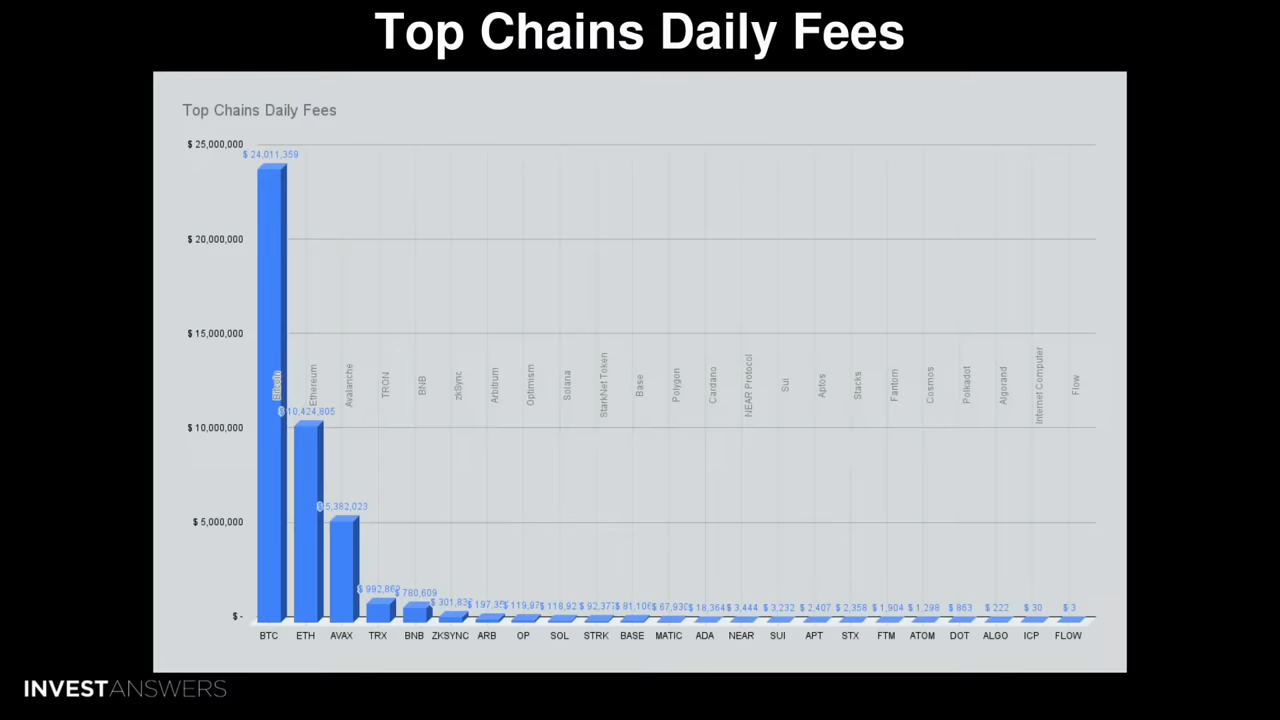 Top Chains Daily Fees
Top Chains Daily Fees
$ 25,000,000
$ 24,011,359
$ 20,000,000
$ 15,000,000
Bitcoin Ethereum Avalanche TRON BNB zkSync Arbitrum Optimism Solana StarkNet Token Base Polygon Cardano NEAR Protocol Sui Aptos Stacks Fantom Cosmos Polkadot Algorand Internet Computer Flow
$ 10,424,805
$ 10,000,000
$ 5,382,023
$ 5,000,000
$ 780,609
$ 81,106 $ 18,364 $ 3,444 $ 3,232 $ 2,407 $ 2,358 $ 1,904 $ 1,298 $ 863 $ 222 $ 30 $ 3
$ -
BTC ETH AVAX TRX BNB ZKSYNC ARB OP SOL STRK BASE MATIC ADA NEAR SUI APT STX FTM ATOM DOT ALGO ICP FLOW
INVESTANSWERS